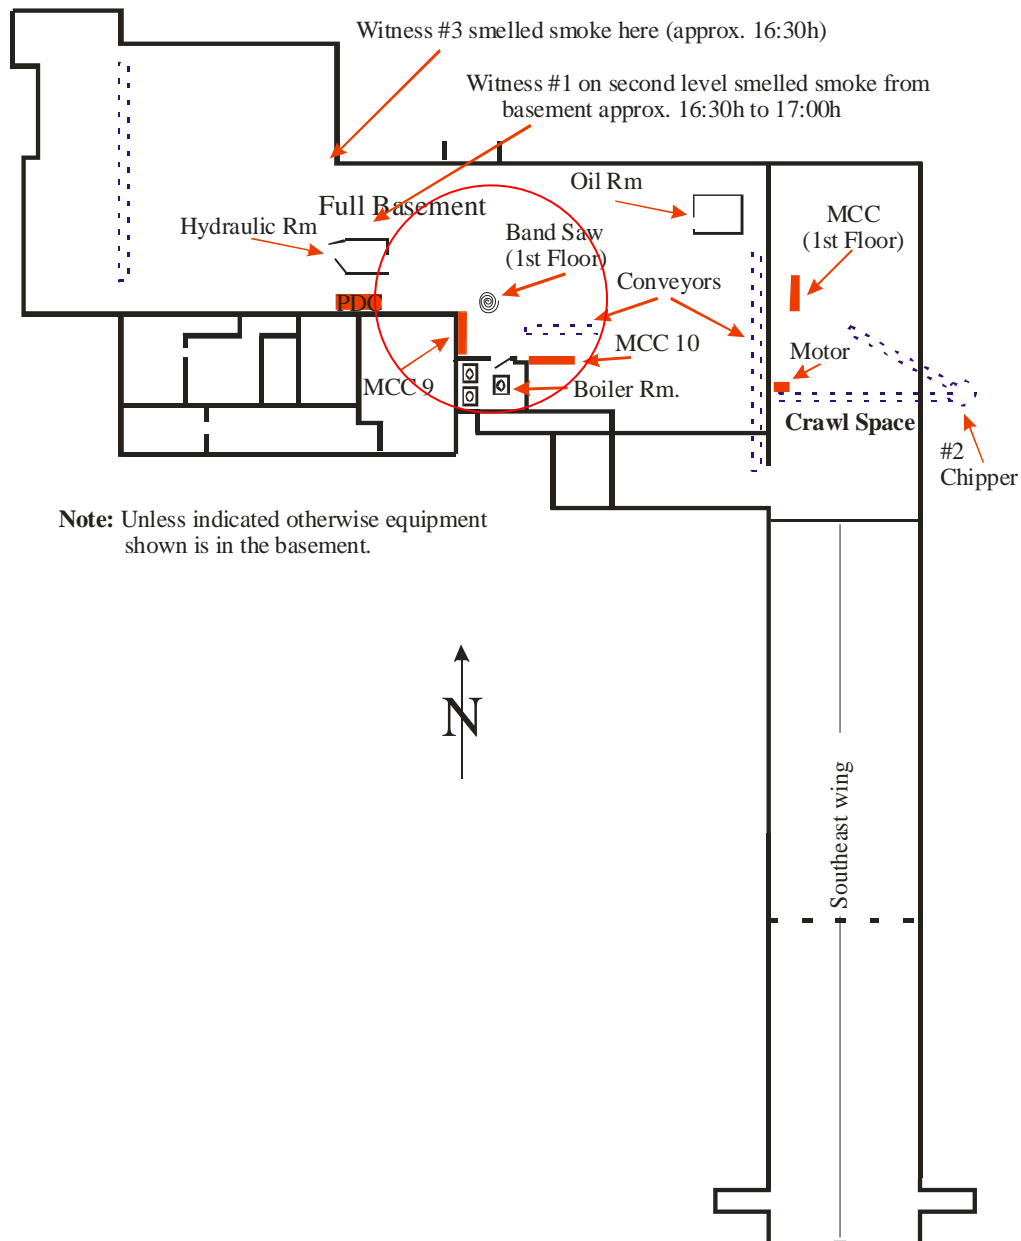 Witness #3 smelled smoke here (approx. 16:30h)
Witness #1 on second level smelled smoke from
basement approx. 16:30h to 17:00h
Oil Rm
Full Basement
Hydraulic Rm
Band Saw
(1st Floor)
MCC
(1st Floor)
Conveyors
PDC
MCC 10
Motor
MCC 9
Boiler Rm.
Crawl Space
#2
Chipper
Note: Unless indicated otherwise equipment
shown is in the basement.
N
Southeast wing